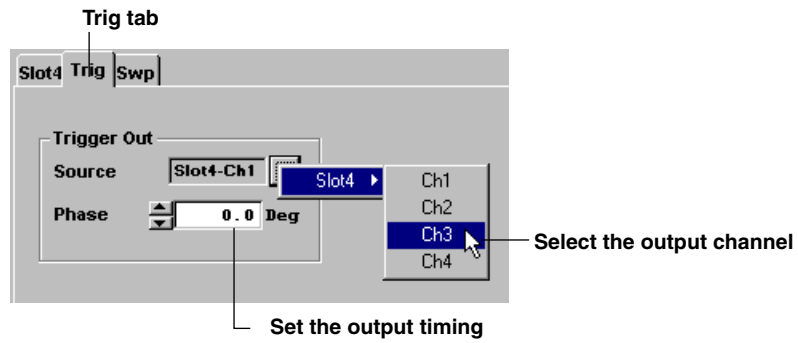 Trig tab
Slot4 Trig Swp
Trigger Out
Source Slot4-Ch1
Slot4
Ch1
Ch2
Ch3
Ch4
Phase 0.0 Deg
Select the output channel
Set the output timing